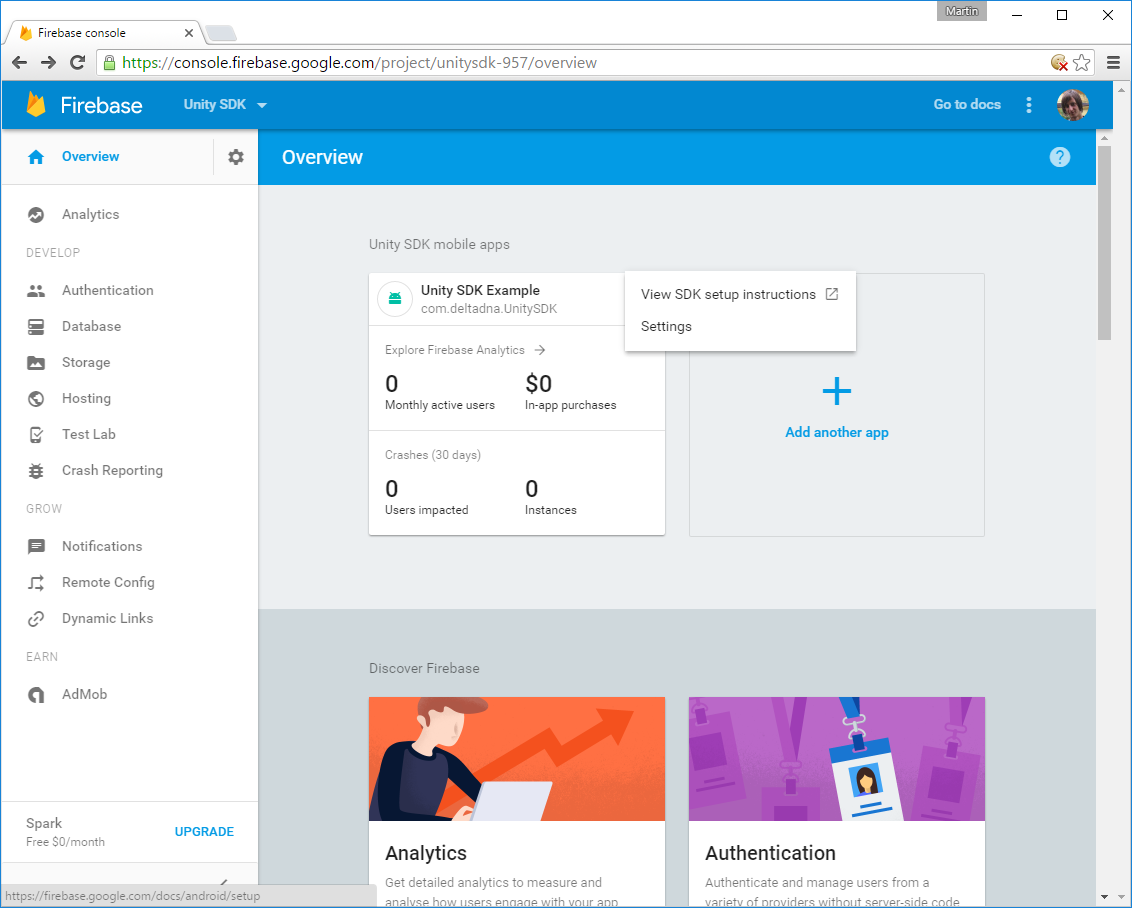 Martin
Firebase console
https://console.firebase.google.com/project/unitysdk-957/overview
Firebase
Unity SDK
Go to docs
Overview
Overview
?
Analytics
DEVELOP
Authentication
Database
Storage
Hosting
Test Lab
Crash Reporting
GROW
Notifications
Remote Config
Dynamic Links
EARN
AdMob
Spark
Free $0/month
UPGRADE
Unity SDK mobile apps
Unity SDK Example
com.deltadna.UnitySDK
View SDK setup instructions
Settings
Explore Firebase Analytics
0
$0
Monthly active users
In-app purchases
Crashes (30 days)
0
0
Users impacted
Instances
Add another app
Discover Firebase
Analytics
Get detailed analytics to measure and
analyse how users engage with your app
Authentication
Authenticate and manage users from a
variety of providers without server-side code
https://firebase.google.com/docs/android/setup